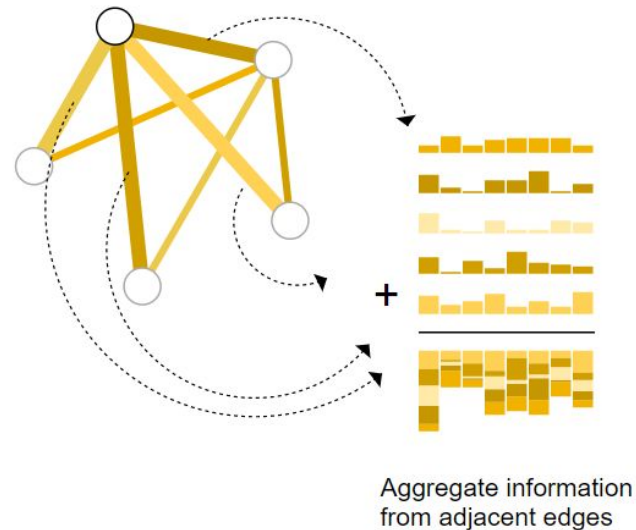 +
Aggregate information
from adjacent edges